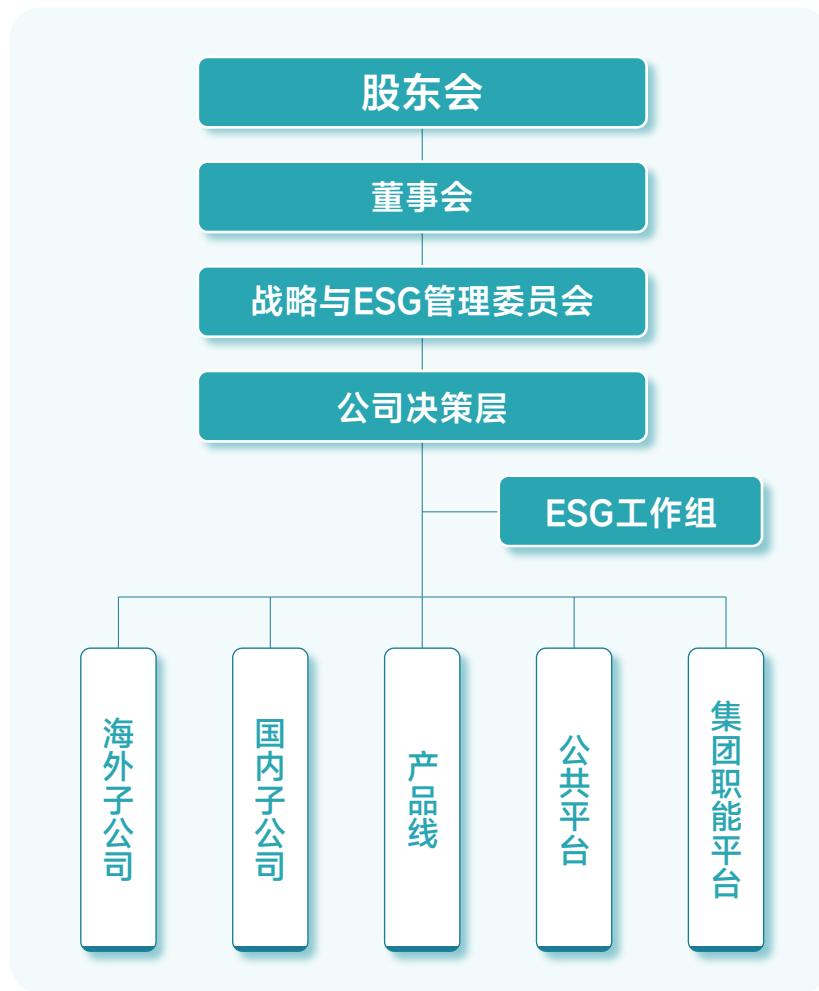 股东会
董事会
战略与ESG管理委员会
公司决策层
ESG工作组
海外子公司
国内子公司
产品线
公共平台
集团职能平台